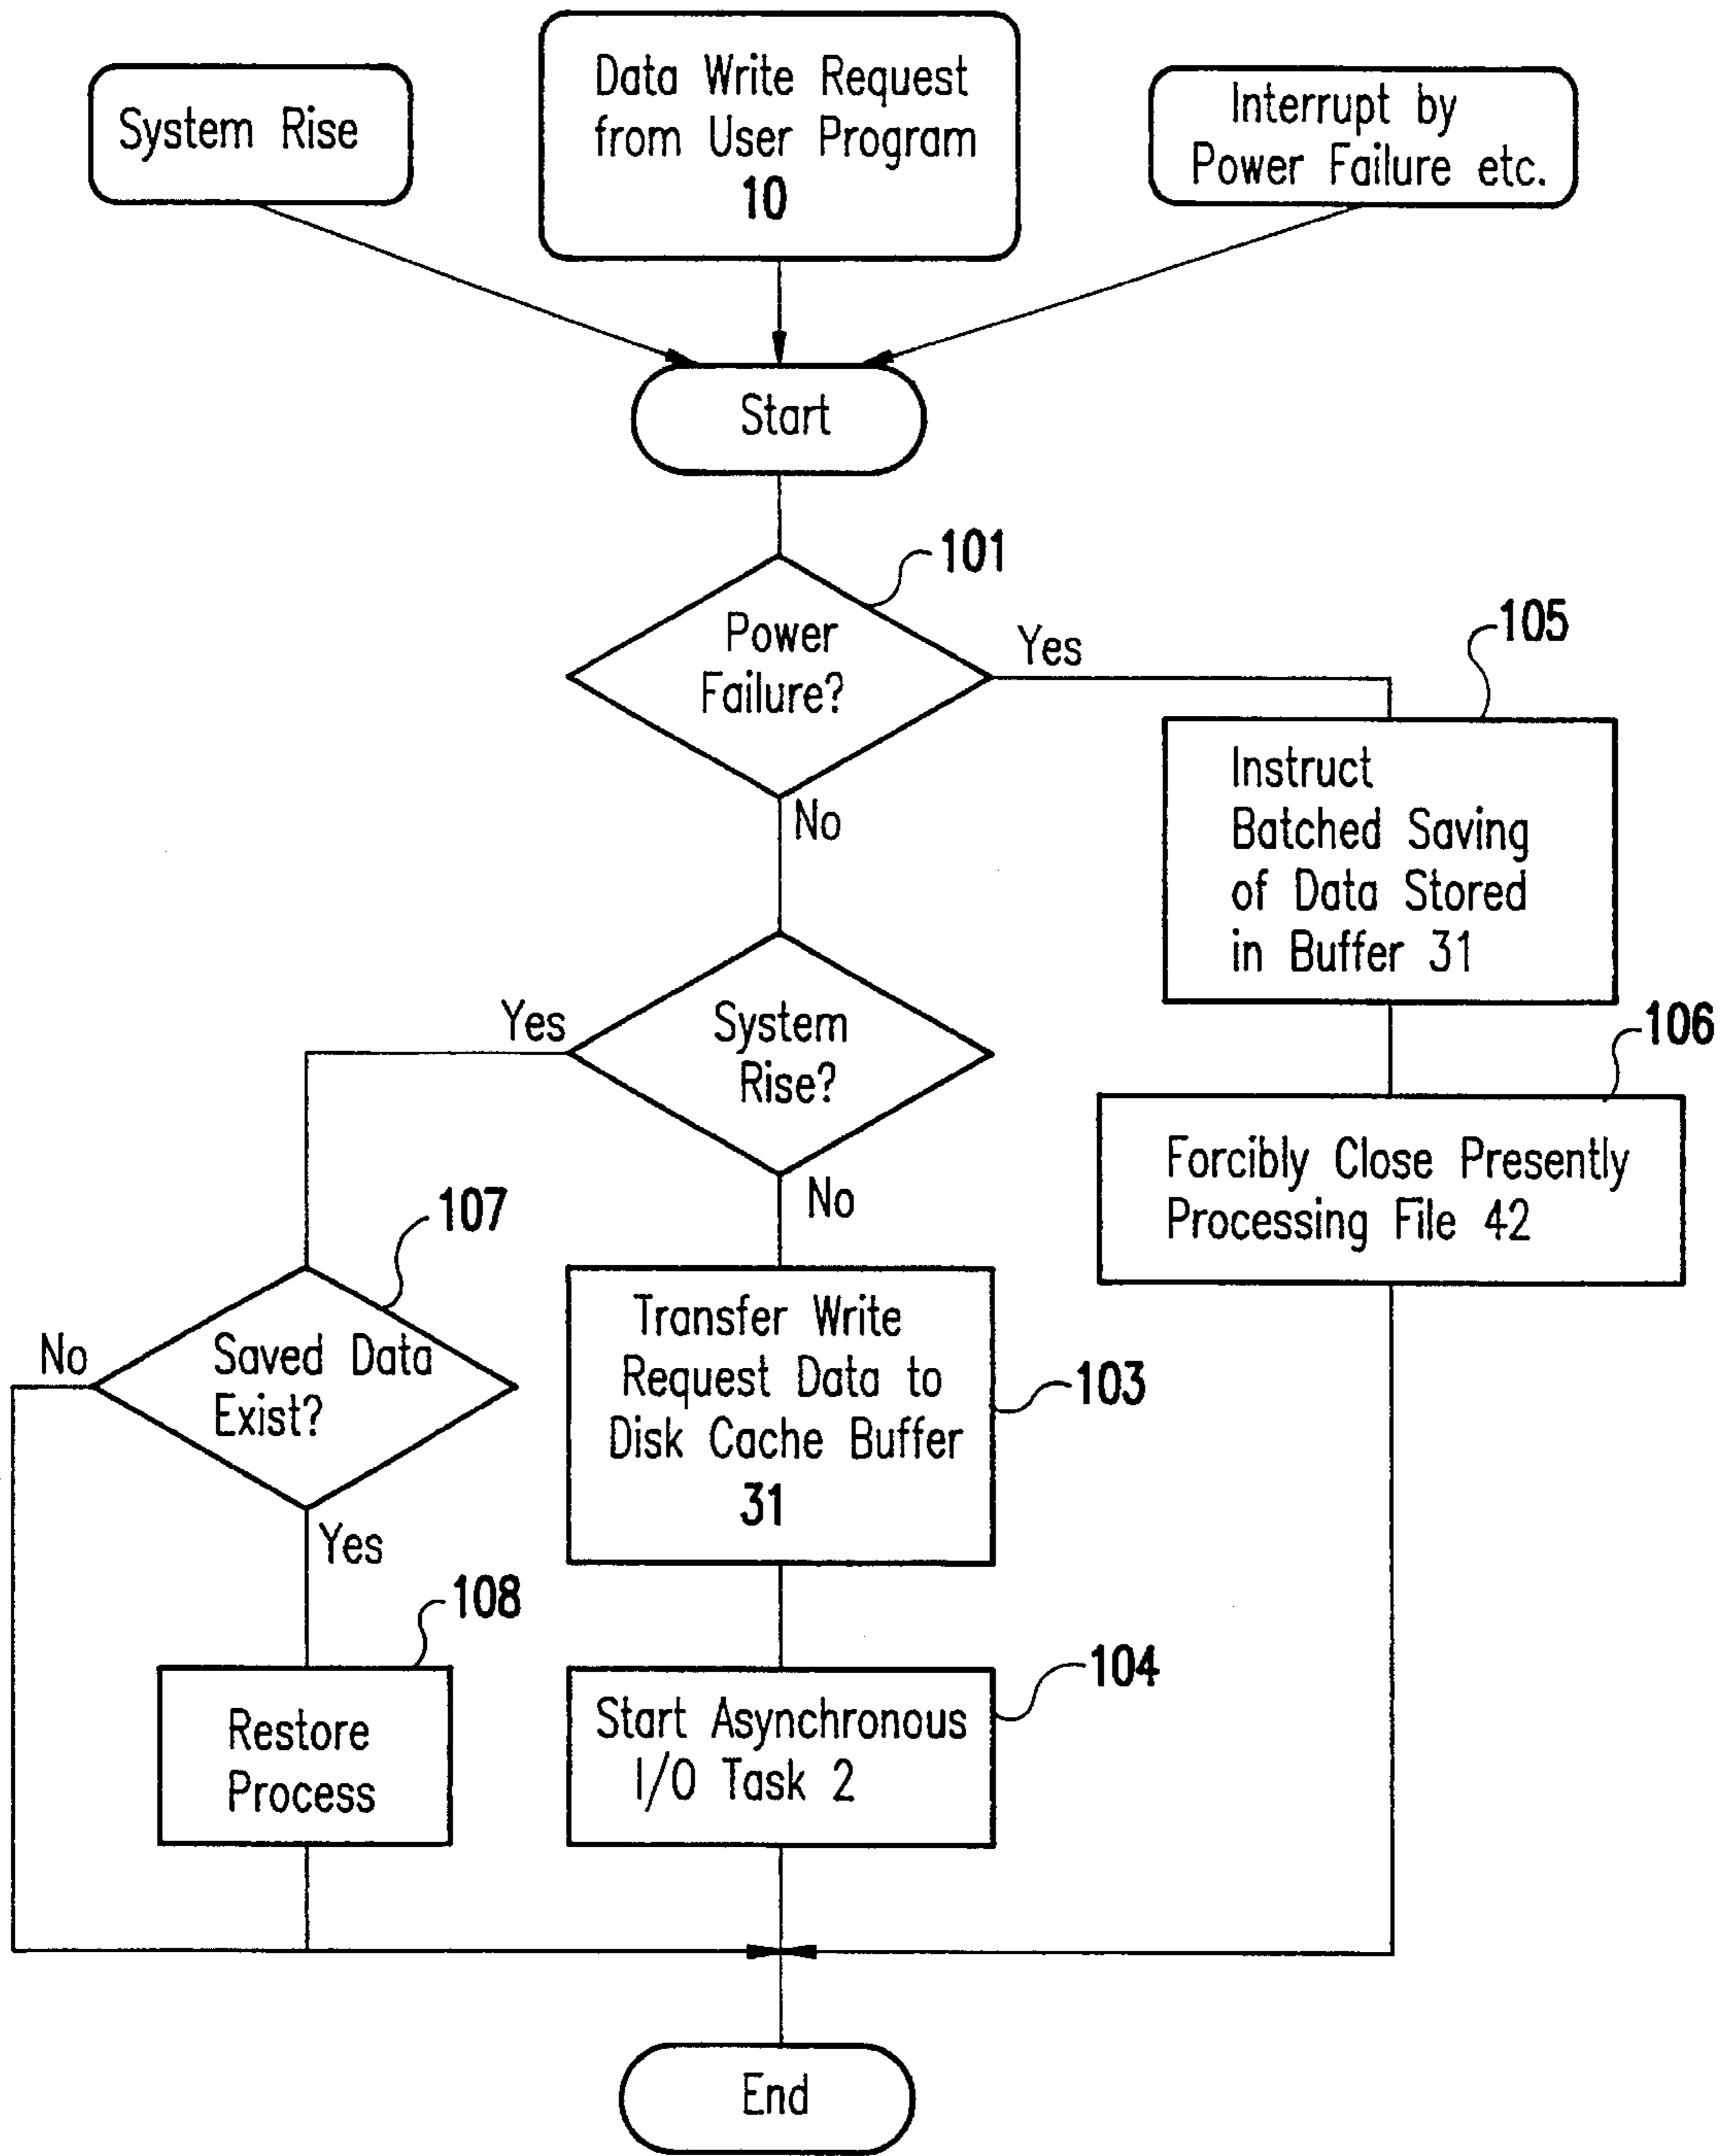 System Rise
Data Write Request
from User Program
10
Interrupt by
Power Failure etc.
Start
101
Power
Failure?
Yes
No
105
Instruct
Batched Saving
of Data Stored
in Buffer 31
System
Rise?
Yes
No
106
Forcibly Close Presently
Processing File 42
107
Saved Data
Exist?
No
Yes
Transfer Write
Request Data to
Disk Cache Buffer
31
103
108
Restore
Process
104
Start Asynchronous
I/O Task 2
End